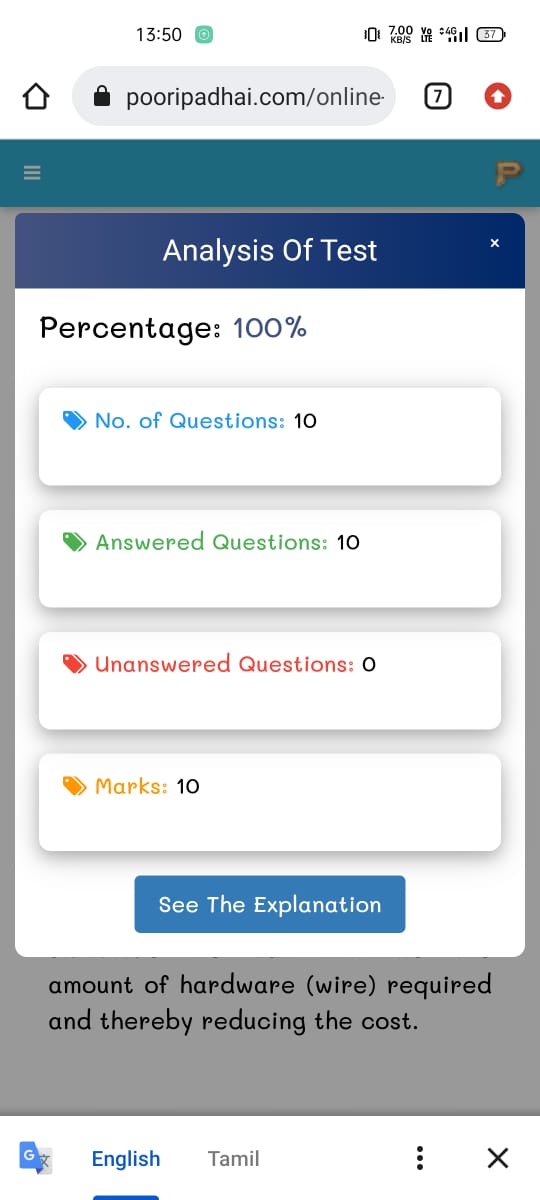 13:50 7.00 KB/S Vo LTE 4G 37
pooripadhai.com/online-
7
P
Analysis Of Test ×
Percentage: 100%
No. of Questions: 10
Answered Questions: 10
Unanswered Questions: 0
Marks: 10
See The Explanation
amount of hardware (wire) required
and thereby reducing the cost.
G 文 English Tamil